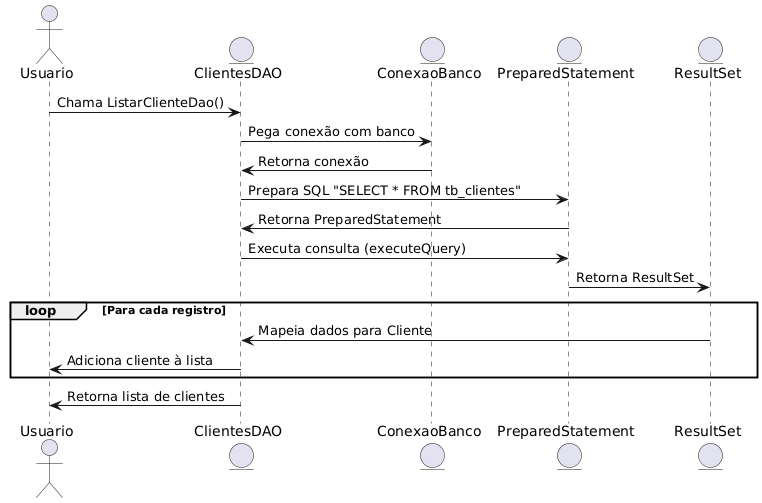 Usuario
ClientesDAO
ConexaoBanco
PreparedStatement
ResultSet
Chama ListarClienteDao()
Pega conexão com banco
Retorna conexão
Prepara SQL "SELECT * FROM tb_clientes"
Retorna PreparedStatement
Executa consulta (executeQuery)
Retorna ResultSet
loop
[Para cada registro]
Mapeia dados para Cliente
Adiciona cliente à lista
Retorna lista de clientes
Usuario
ClientesDAO
ConexaoBanco
PreparedStatement
ResultSet